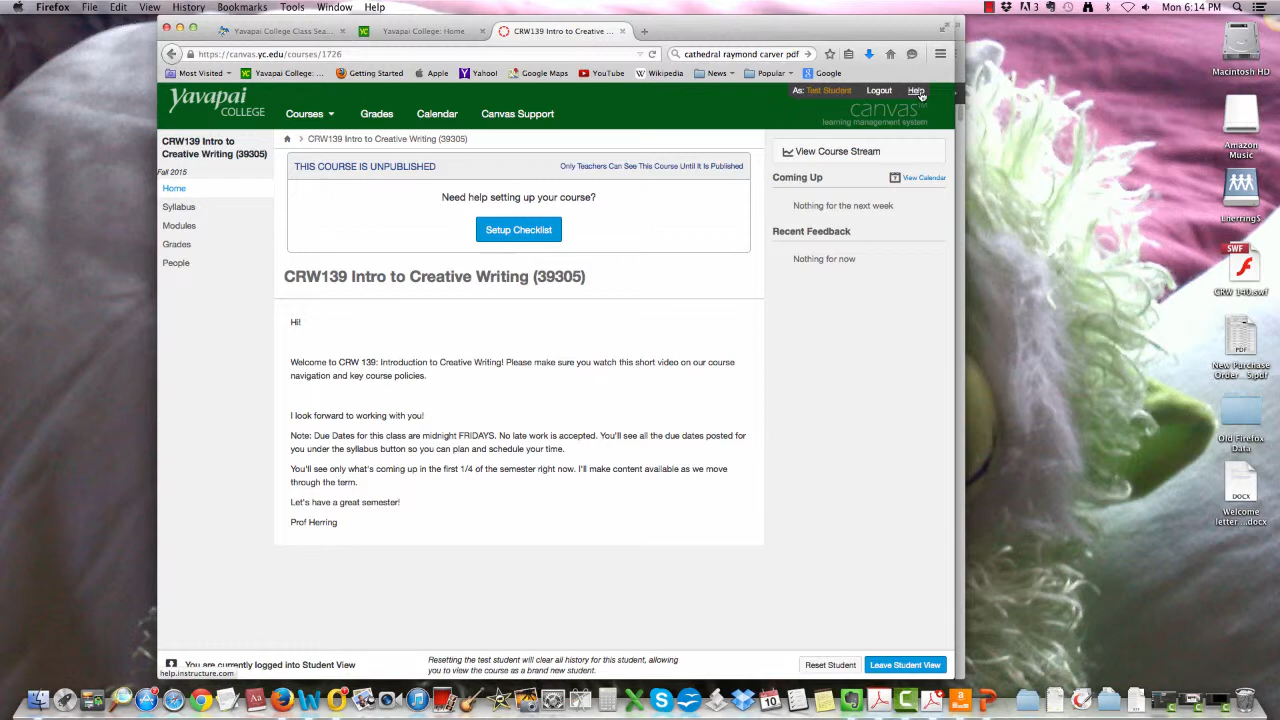 Firefox File Edit View History Bookmarks Tools Window Help
Mon 6:14 PM
Yavapai College Class Sea...
Yavapai College: Home
CRW139 Intro to Creative ...
https://canvas.yc.edu/courses/1726
cathedral raymond carver pdf
Most Visited
Yavapai College: ...
Getting Started
Apple
Yahoo!
Google Maps
YouTube
Wikipedia
News
Popular
Google
Yavapai
COLLEGE
Courses
Grades
Calendar
Canvas Support
As: Test Student
Logout
Help
canvas™
learning management system
CRW139 Intro to
Creative Writing (39305)
Fall 2015
Home
Syllabus
Modules
Grades
People
CRW139 Intro to Creative Writing (39305)
THIS COURSE IS UNPUBLISHED
Only Teachers Can See This Course Until It Is Published
Need help setting up your course?
Setup Checklist
CRW139 Intro to Creative Writing (39305)
Hi!
Welcome to CRW 139: Introduction to Creative Writing! Please make sure you watch this short video on our course
navigation and key course policies.
I look forward to working with you!
Note: Due Dates for this class are midnight FRIDAYS. No late work is accepted. You'll see all the due dates posted for
you under the syllabus button so you can plan and schedule your time.
You'll see only what's coming up in the first 1/4 of the semester right now. I'll make content available as we move
through the term.
Let's have a great semester!
Prof Herring
View Course Stream
Coming Up
View Calendar
Nothing for the next week
Recent Feedback
Nothing for now
You are currently logged into Student View
help.instructure.com
Resetting the test student will clear all history for this student, allowing
you to view the course as a brand new student.
Reset Student
Leave Student View
Macintosh HD
Amazon
Music
LherringS
SWF
CRW 140.swf
PDF
New Purchase
Order ... S.pdf
Old Firefox
Data
DOCX
Welcome
letter....docx